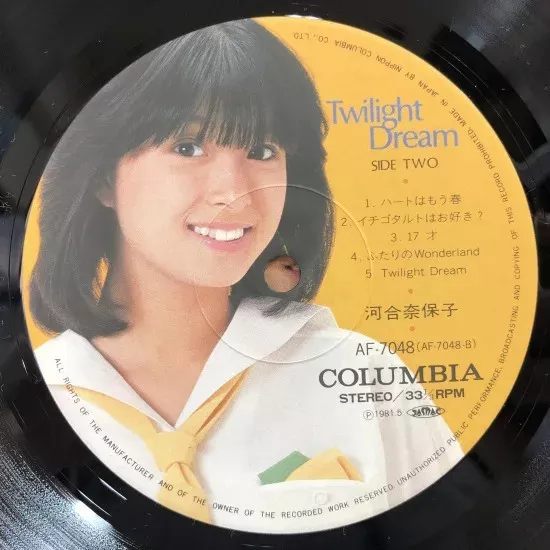 Twilight
Dream
SIDE TWO
1. ハートはもう春
2. イチゴタルトはお好き?
3. 17 才
4. ふたりのWonderland
5 Twilight Dream
河合奈保子
AF-7048 (AF-7048-B)
COLUMBIA
STEREO/33⅓RPM
Ⓟ1981.5 JASRAC
ALL RIGHTS OF THE MANUFACTURER AND OF THE OWNER OF THE RECORDED WORK RESERVED. UNAUTHORIZED PUBLIC PERFORMANCE, BROADCASTING AND COPYING OF THIS RECORD PROHIBITED. MADE IN JAPAN BY NIPPON COLUMBIA CO., LTD